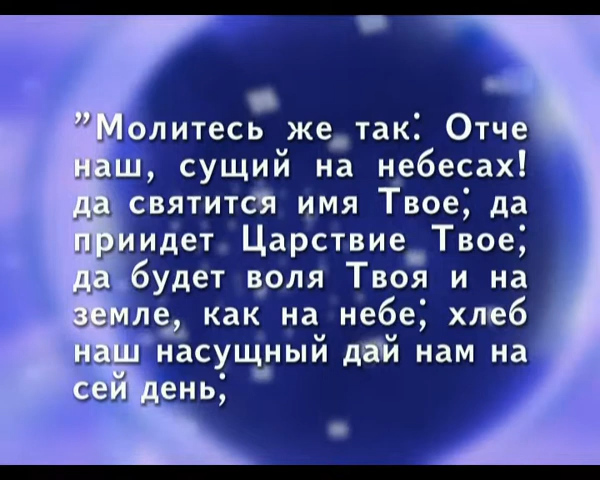 ”Молитесь же так: Отче
наш, сущий на небесах!
да святится имя Твое; да
приидет Царствие Твое;
да будет воля Твоя и на
земле, как на небе; хлеб
наш насущный дай нам на
сей день;